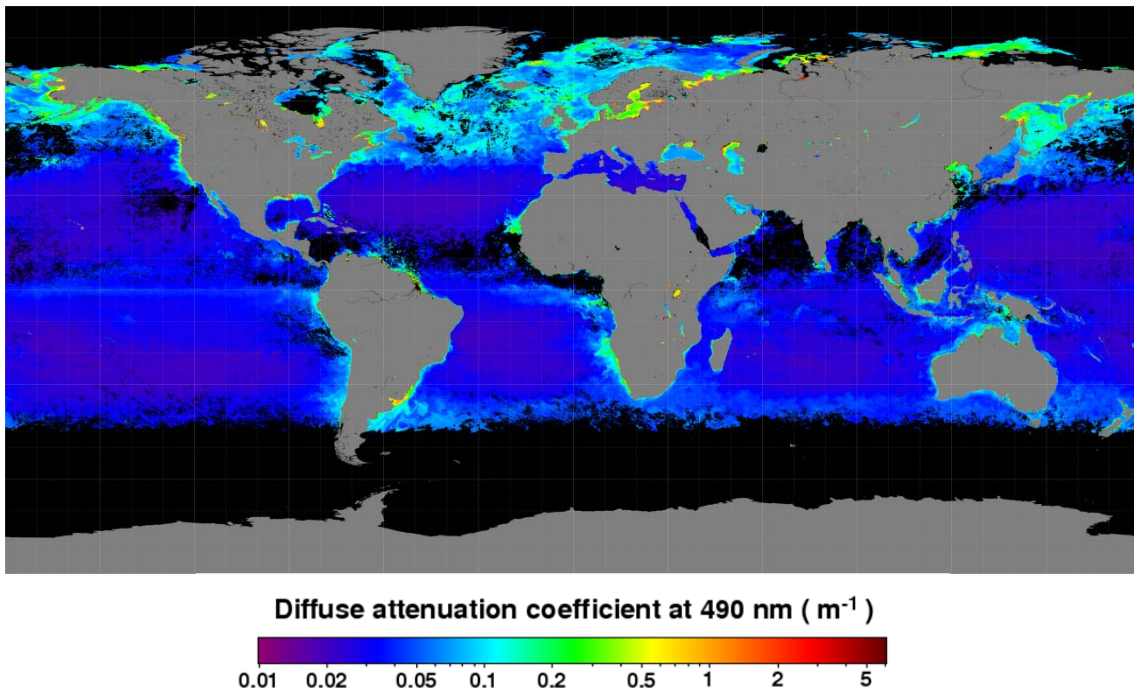 Diffuse attenuation coefficient at 490 nm ( m⁻¹ )
0.01 0.02 0.05 0.1 0.2 0.5 1 2 5